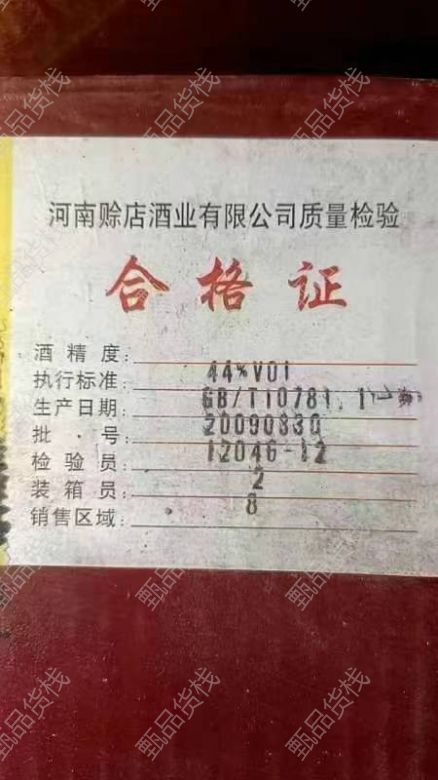 河南赊店酒业有限公司质量检验
合格证
酒精度: 44%VOl
执行标准: GB/T10781.1
生产日期: 20090830
批·号: 12046-12
检验员: 2
装箱员: 8
销售区域:
甄品货栈